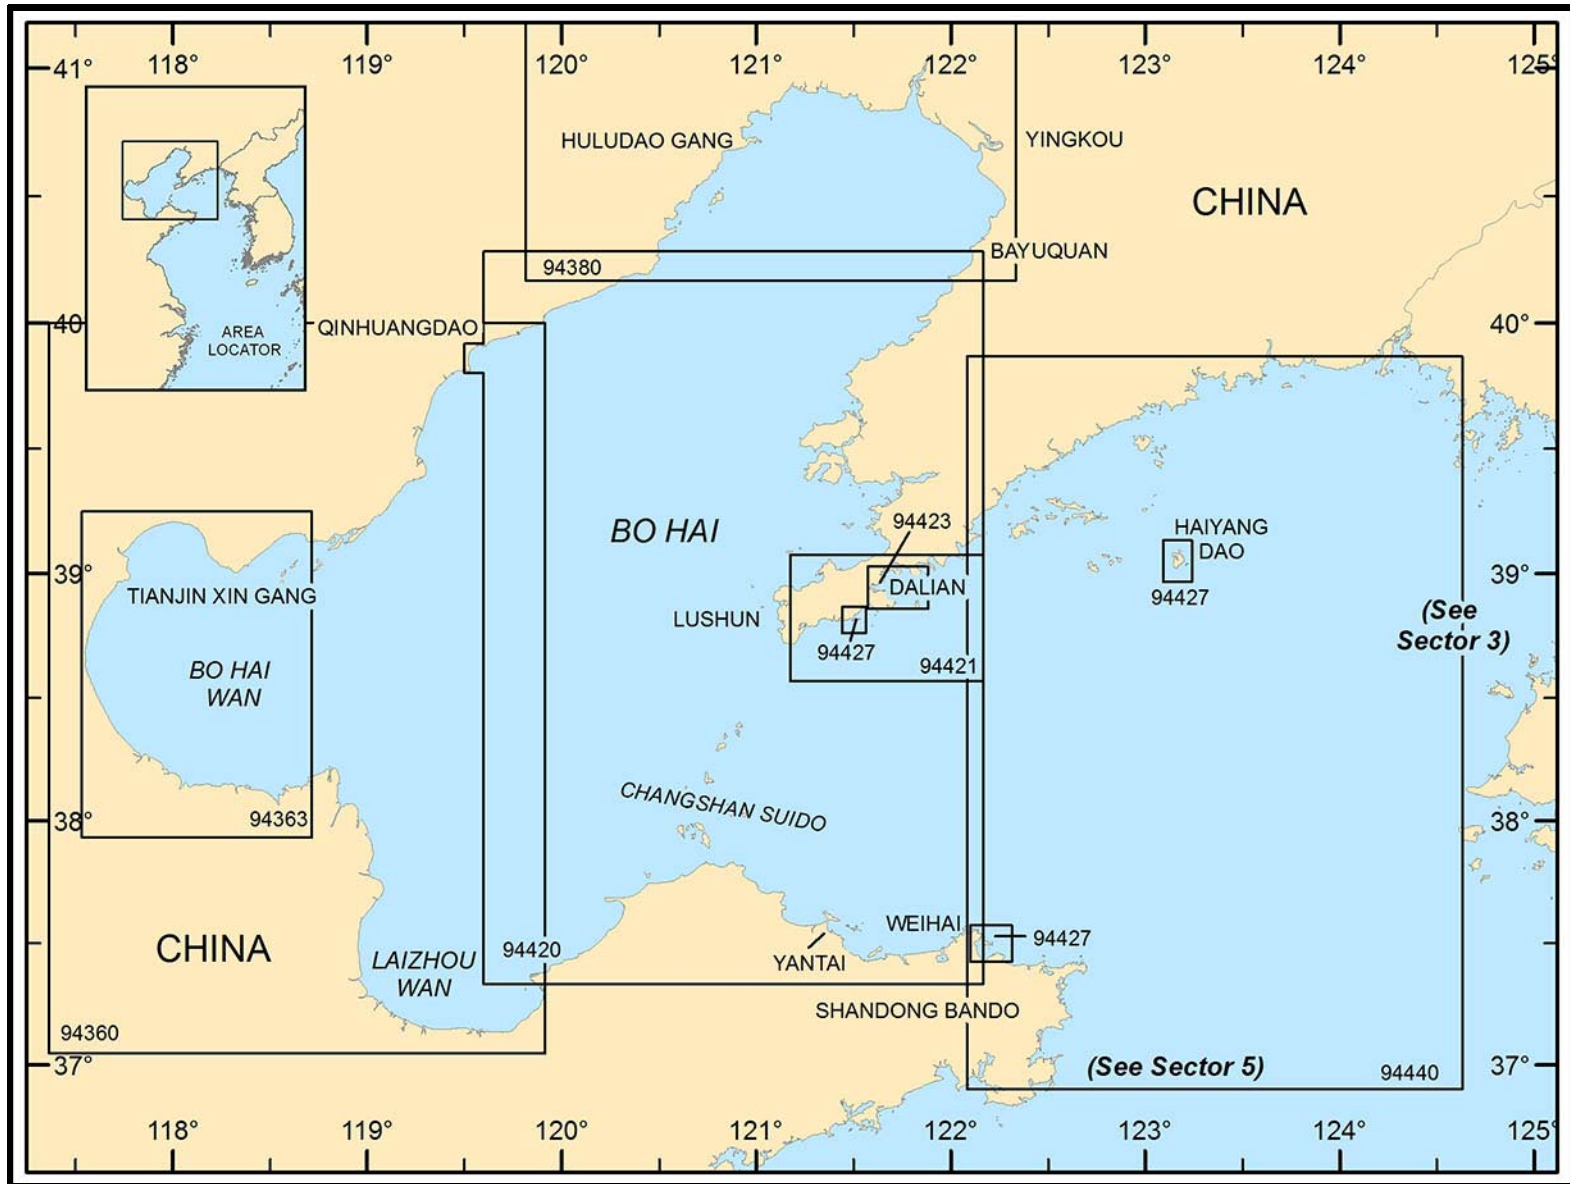 118°
119°
120°
121°
122°
123°
124°
125°
41°
HULUDAO GANG
YINGKOU
CHINA
BAYUQUAN
94380
40°
QINHUANGDAO
40°
AREA
LOCATOR
BO HAI
94423
HAIYANG
DAO
39°
39°
TIANJIN XIN GANG
DALIAN
94427
LUSHUN
(See
Sector 3)
94427
94421
BO HAI
WAN
CHANGSHAN SUIDO
94363
38°
38°
WEIHAI
94427
CHINA
94420
YANTAI
LAIZHOU
WAN
SHANDONG BANDO
94360
37°
(See Sector 5)
94440
37°
118°
119°
120°
121°
122°
123°
124°
125°